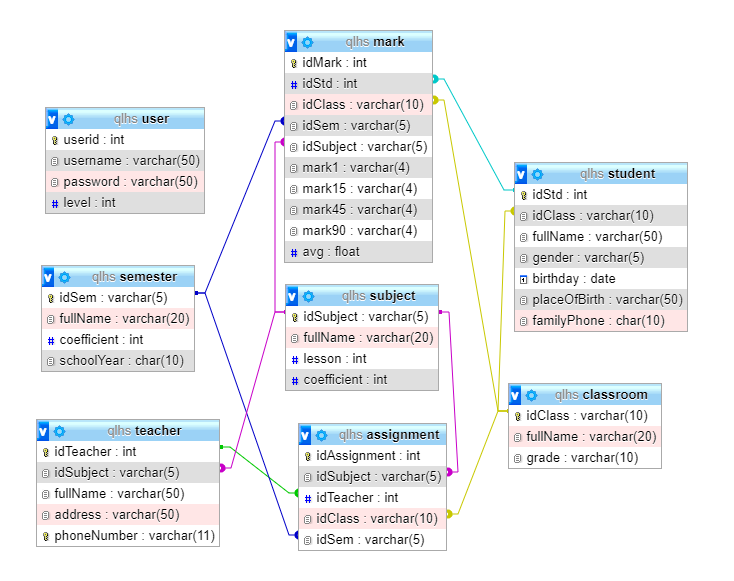 qlhs mark
idMark : int
idStd : int
idClass : varchar(10)
idSem : varchar(5)
idSubject : varchar(5)
mark1 : varchar(4)
mark15 : varchar(4)
mark45 : varchar(4)
mark90 : varchar(4)
avg : float
qlhs user
userid : int
username : varchar(50)
password : varchar(50)
level : int
qlhs student
idStd : int
idClass : varchar(10)
fullName : varchar(50)
gender : varchar(5)
birthday : date
placeOfBirth : varchar(50)
familyPhone : char(10)
qlhs semester
idSem : varchar(5)
fullName : varchar(20)
coefficient : int
schoolYear : char(10)
qlhs subject
idSubject : varchar(5)
fullName : varchar(20)
lesson : int
coefficient : int
qlhs classroom
idClass : varchar(10)
fullName : varchar(20)
grade : varchar(10)
qlhs teacher
idTeacher : int
idSubject : varchar(5)
fullName : varchar(50)
address : varchar(50)
phoneNumber : varchar(11)
qlhs assignment
idAssignment : int
idSubject : varchar(5)
idTeacher : int
idClass : varchar(10)
idSem : varchar(5)